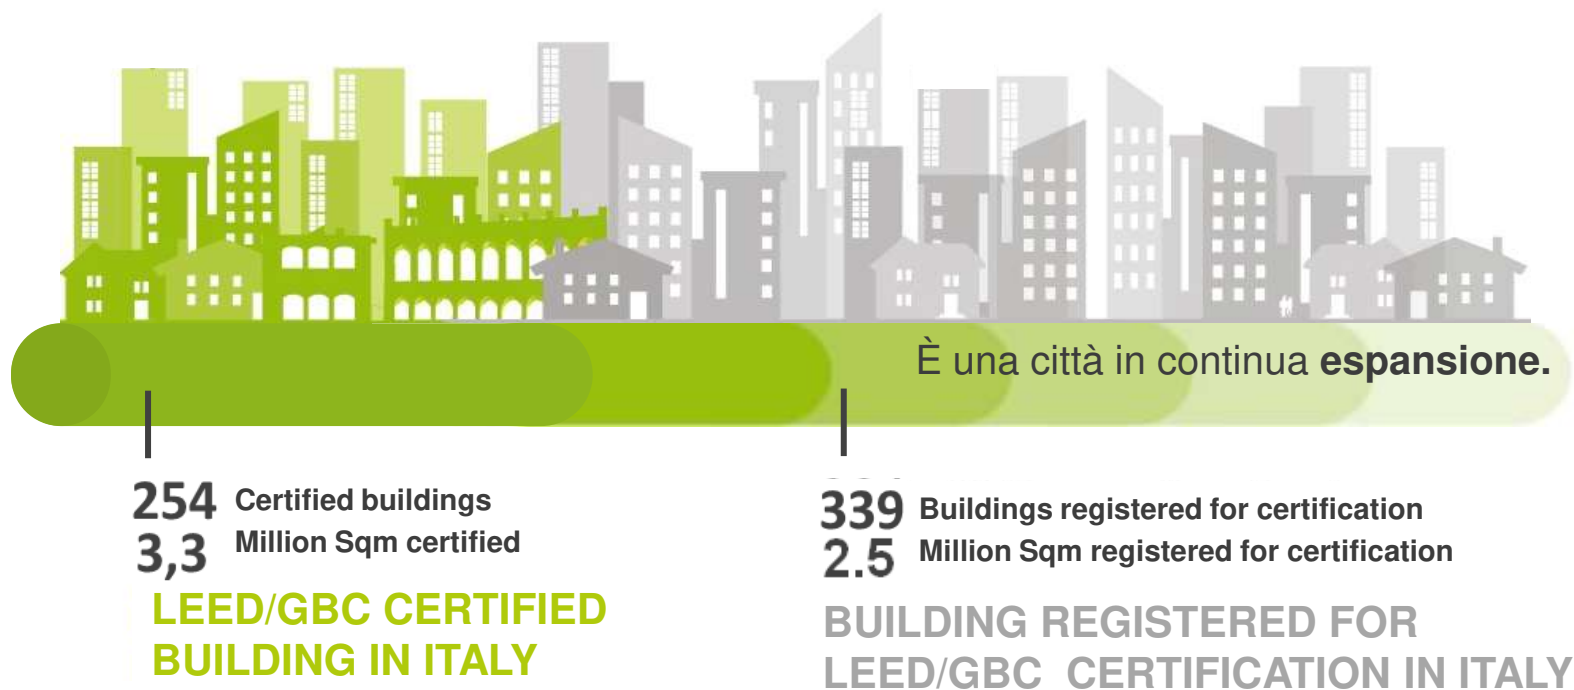 È una città in continua espansione.
254 Certified buildings
3,3 Million Sqm certified
LEED/GBC CERTIFIED
BUILDING IN ITALY
339 Buildings registered for certification
2.5 Million Sqm registered for certification
BUILDING REGISTERED FOR
LEED/GBC CERTIFICATION IN ITALY